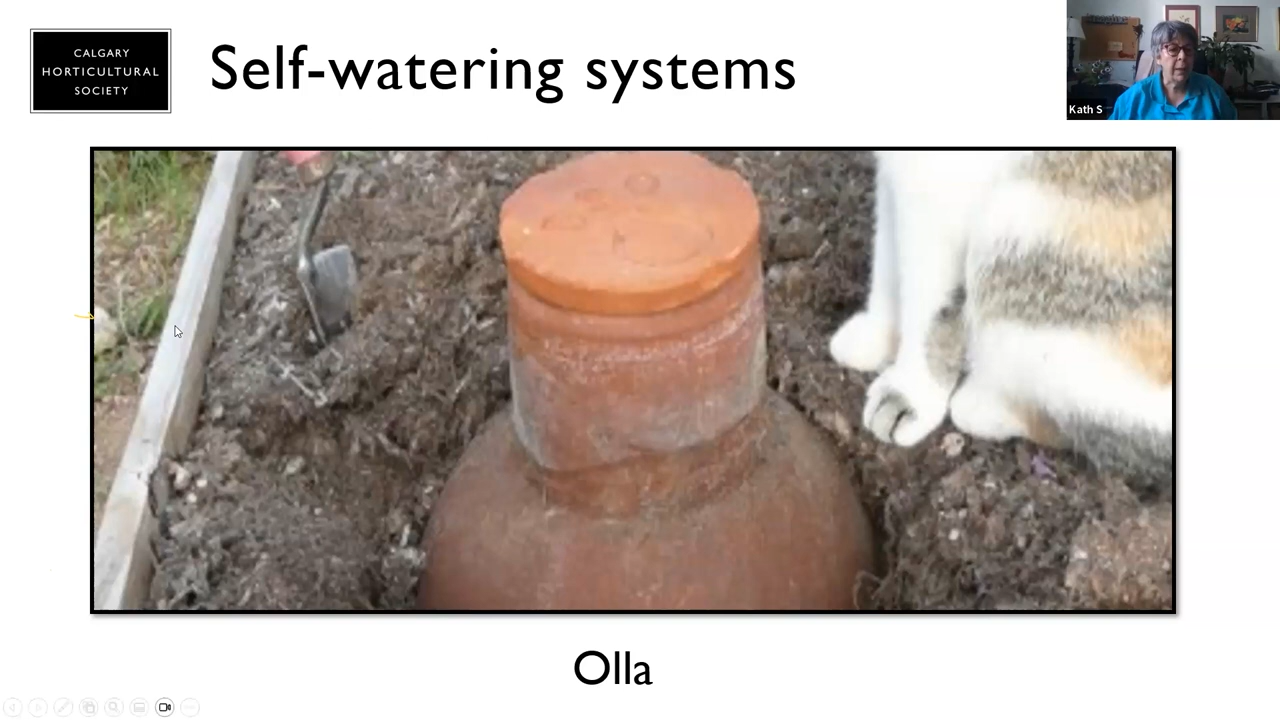 CALGARY
HORTICULTURAL
SOCIETY
Self-watering systems
Kath S
Olla